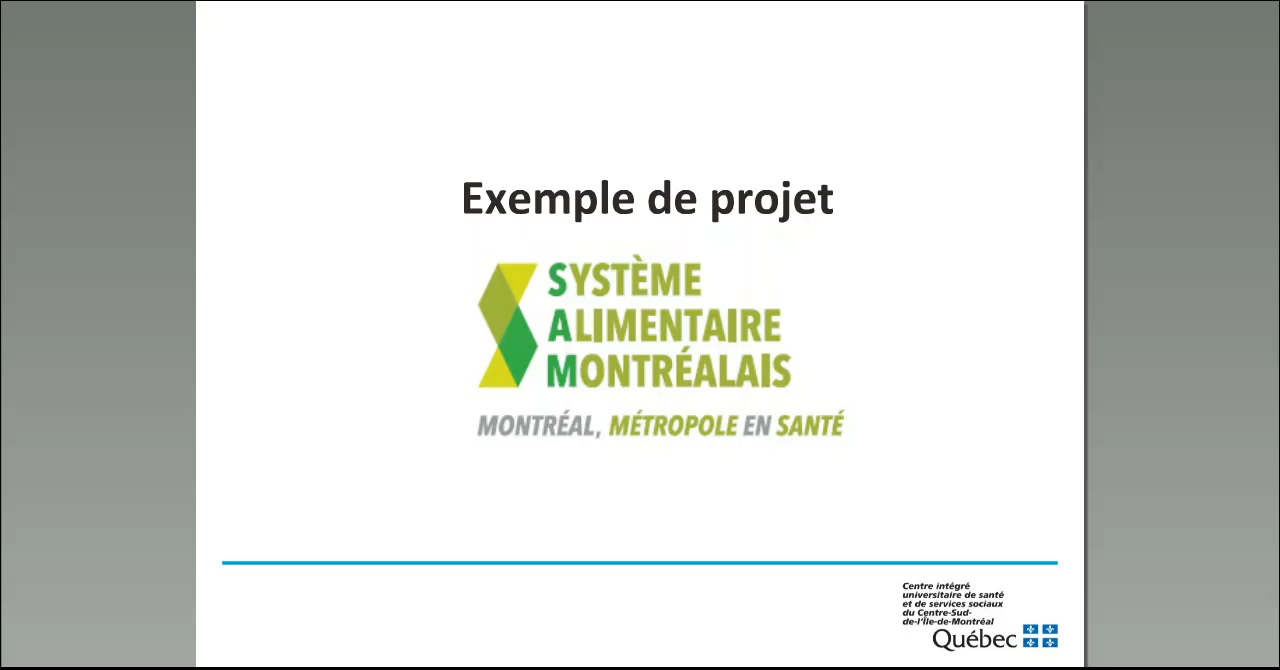 Exemple de projet
SYSTÈME
ALIMENTAIRE
MONTRÉALAIS
MONTRÉAL, MÉTROPOLE EN SANTÉ
Centre intégré
universitaire de santé
et de services sociaux
du Centre-Sud-
de-l'Île-de-Montréal
Québec